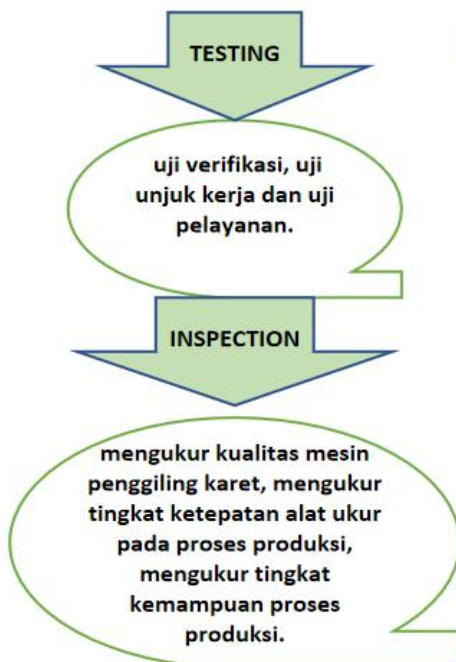 TESTING
uji verifikasi, uji
unjuk kerja dan uji
pelayanan.
INSPECTION
mengukur kualitas mesin
penggiling karet, mengukur
tingkat ketepatan alat ukur
pada proses produksi,
mengukur tingkat
kemampuan proses
produksi.